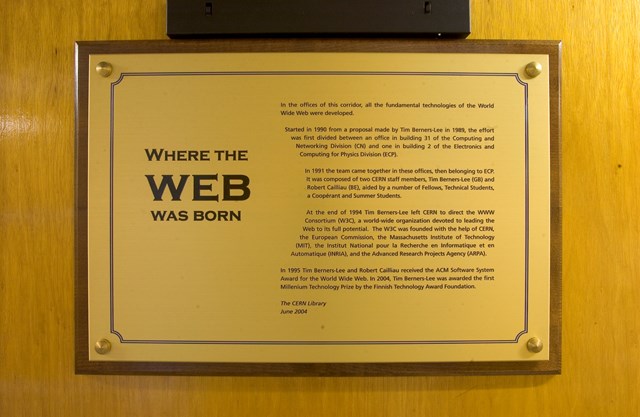 WHERE THE
WEB
WAS BORN
In the offices of this corridor, all the fundamental technologies of the World
Wide Web were developed.
Started in 1990 from a proposal made by Tim Berners-Lee in 1989, the effort
was first divided between an office in building 31 of the Computing and
Networking Division (CN) and one in building 2 of the Electronics and
Computing for Physics Division (ECP).
In 1991 the team came together in these offices, then belonging to ECP.
It was composed of two CERN staff members, Tim Berners-Lee (GB) and
Robert Cailliau (BE), aided by a number of Fellows, Technical Students,
a Coopérant and Summer Students.
At the end of 1994 Tim Berners-Lee left CERN to direct the WWW
Consortium (W3C), a world-wide organization devoted to leading the
Web to its full potential. The W3C was founded with the help of CERN,
the European Commission, the Massachusetts Institute of Technology
(MIT), the Institut National pour la Recherche en Informatique et en
Automatique (INRIA), and the Advanced Research Projects Agency (ARPA).
In 1995 Tim Berners-Lee and Robert Cailliau received the ACM Software System
Award for the World Wide Web. In 2004, Tim Berners-Lee was awarded the first
Millenium Technology Prize by the Finnish Technology Award Foundation.
The CERN Library
June 2004